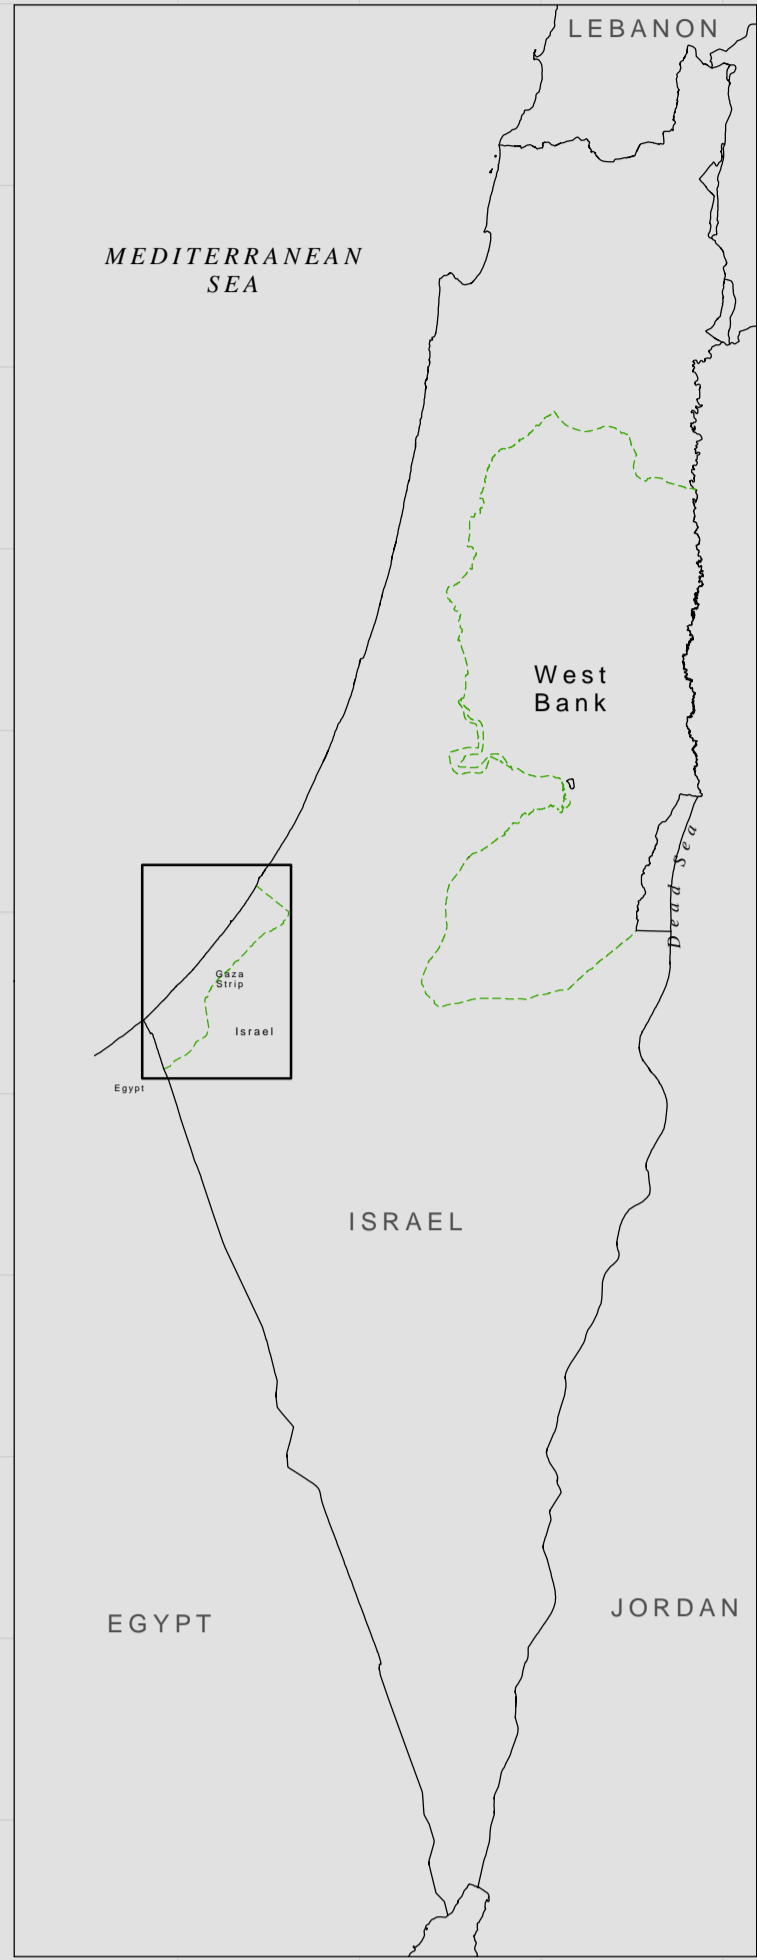 LEBANON
MEDITERRANEAN
SEA
West
Bank
Dead Sea
Gaza
Strip
Israel
Egypt
ISRAEL
JORDAN
EGYPT